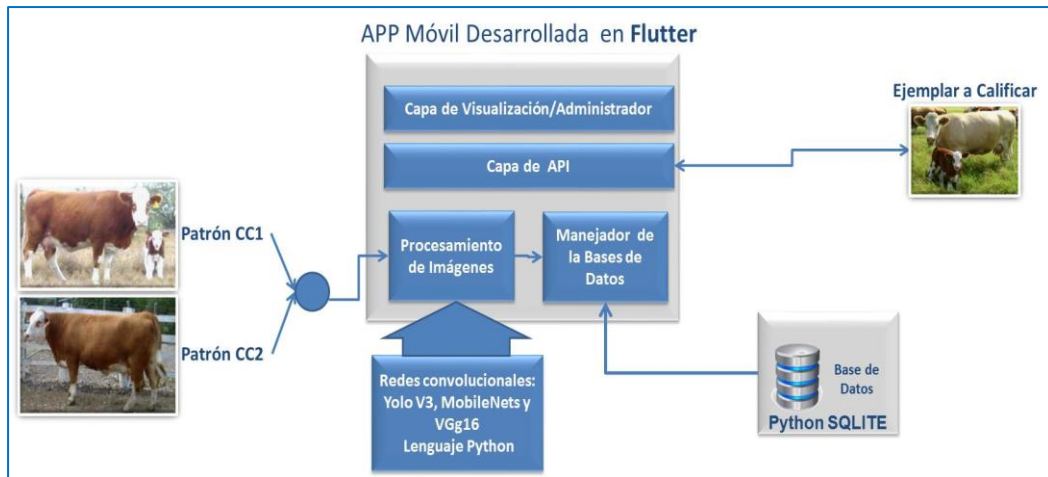 APP Móvil Desarrollada en Flutter
Capa de Visualización/Administrador
Capa de API
Ejemplar a Calificar
Patrón CC1
Patrón CC2
Procesamiento
de Imágenes
Manejador de
la Bases de
Datos
Redes convolucionales:
Yolo V3, MobileNets y
VGg16
Lenguaje Python
Base de
Datos
Python SQLITE